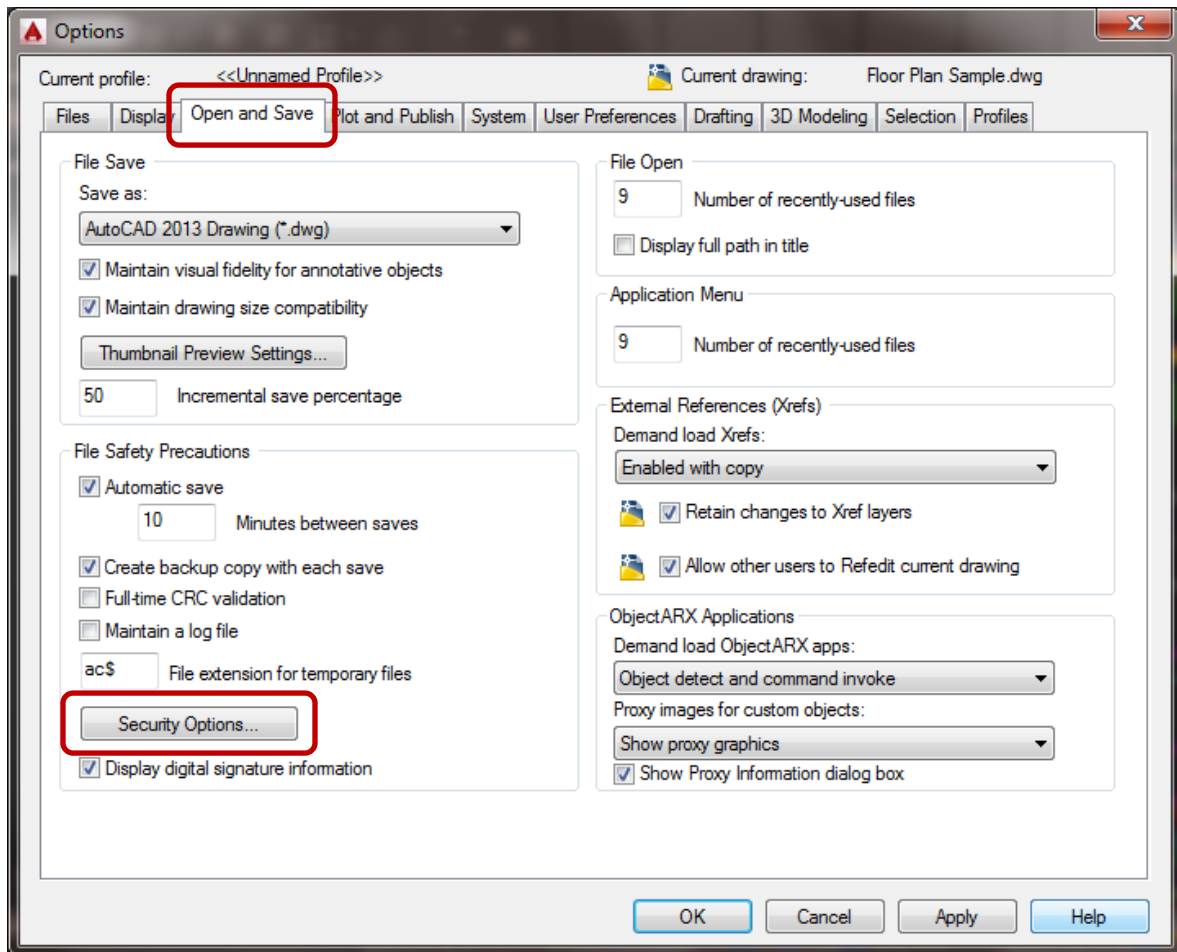 Options
Current profile: <<Unnamed Profile>> Current drawing: Floor Plan Sample.dwg
Files Display Open and Save Plot and Publish System User Preferences Drafting 3D Modeling Selection Profiles
File Save
Save as:
AutoCAD 2013 Drawing (*.dwg)
Maintain visual fidelity for annotative objects
Maintain drawing size compatibility
Thumbnail Preview Settings...
50 Incremental save percentage
File Safety Precautions
Automatic save
10 Minutes between saves
Create backup copy with each save
Full-time CRC validation
Maintain a log file
ac$ File extension for temporary files
Security Options...
Display digital signature information
File Open
9 Number of recently-used files
Display full path in title
Application Menu
9 Number of recently-used files
External References (Xrefs)
Demand load Xrefs:
Enabled with copy
Retain changes to Xref layers
Allow other users to Refedit current drawing
ObjectARX Applications
Demand load ObjectARX apps:
Object detect and command invoke
Proxy images for custom objects:
Show proxy graphics
Show Proxy Information dialog box
OK Cancel Apply Help